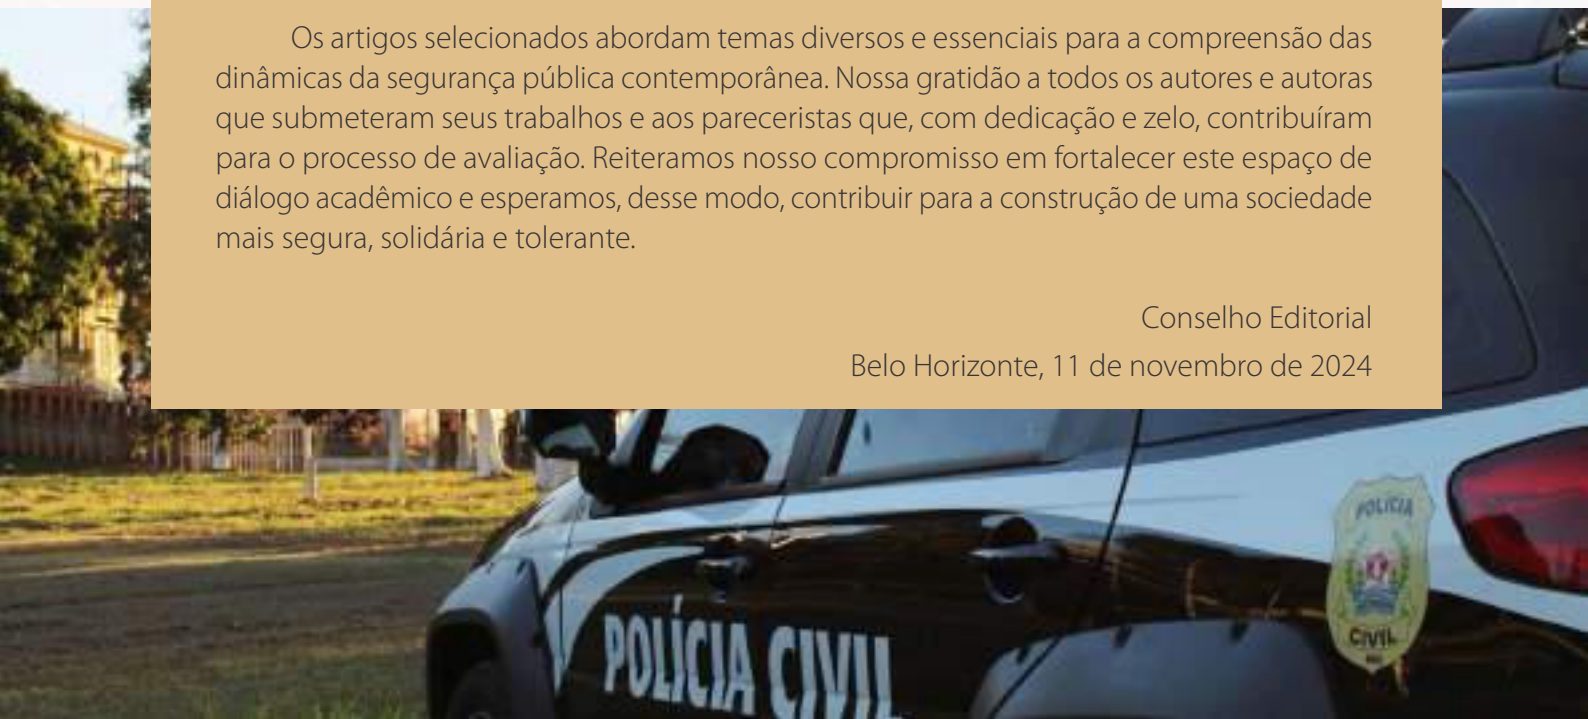 Os artigos selecionados abordam temas diversos e essenciais para a compreensão das
dinâmicas da segurança pública contemporânea. Nossa gratidão a todos os autores e autoras
que submeteram seus trabalhos e aos pareceristas que, com dedicação e zelo, contribuíram
para o processo de avaliação. Reiteramos nosso compromisso em fortalecer este espaço de
diálogo acadêmico e esperamos, desse modo, contribuir para a construção de uma sociedade
mais segura, solidária e tolerante.
Conselho Editorial
Belo Horizonte, 11 de novembro de 2024
POLÍCIA CIVIL
POLICIA
CIVIL